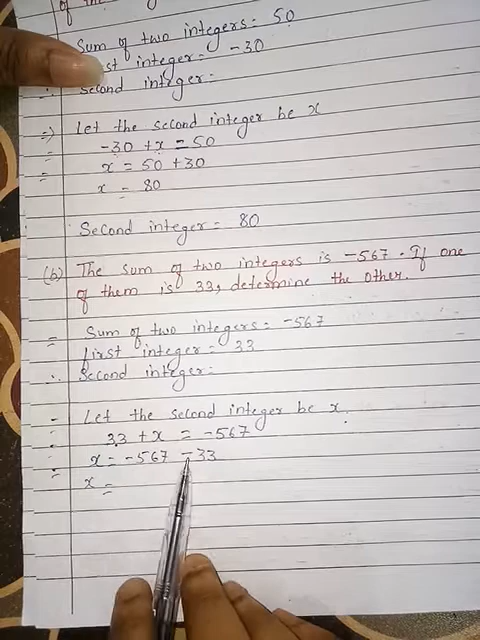 of the
Sum of two integers = 50
integer = -30
∴ Second integer =
=> Let the second integer be x
= -30 + x = 50
= x = 50 + 30
x = 80
Second integer = 80
(b) The sum of two integers is -567. If one
of them is 33, determine the other.
= Sum of two integers = -567
first integer = 33
∴ Second integer =
= Let the second integer be x.
= 33 + x = -567
= x = -567 - 33
x =